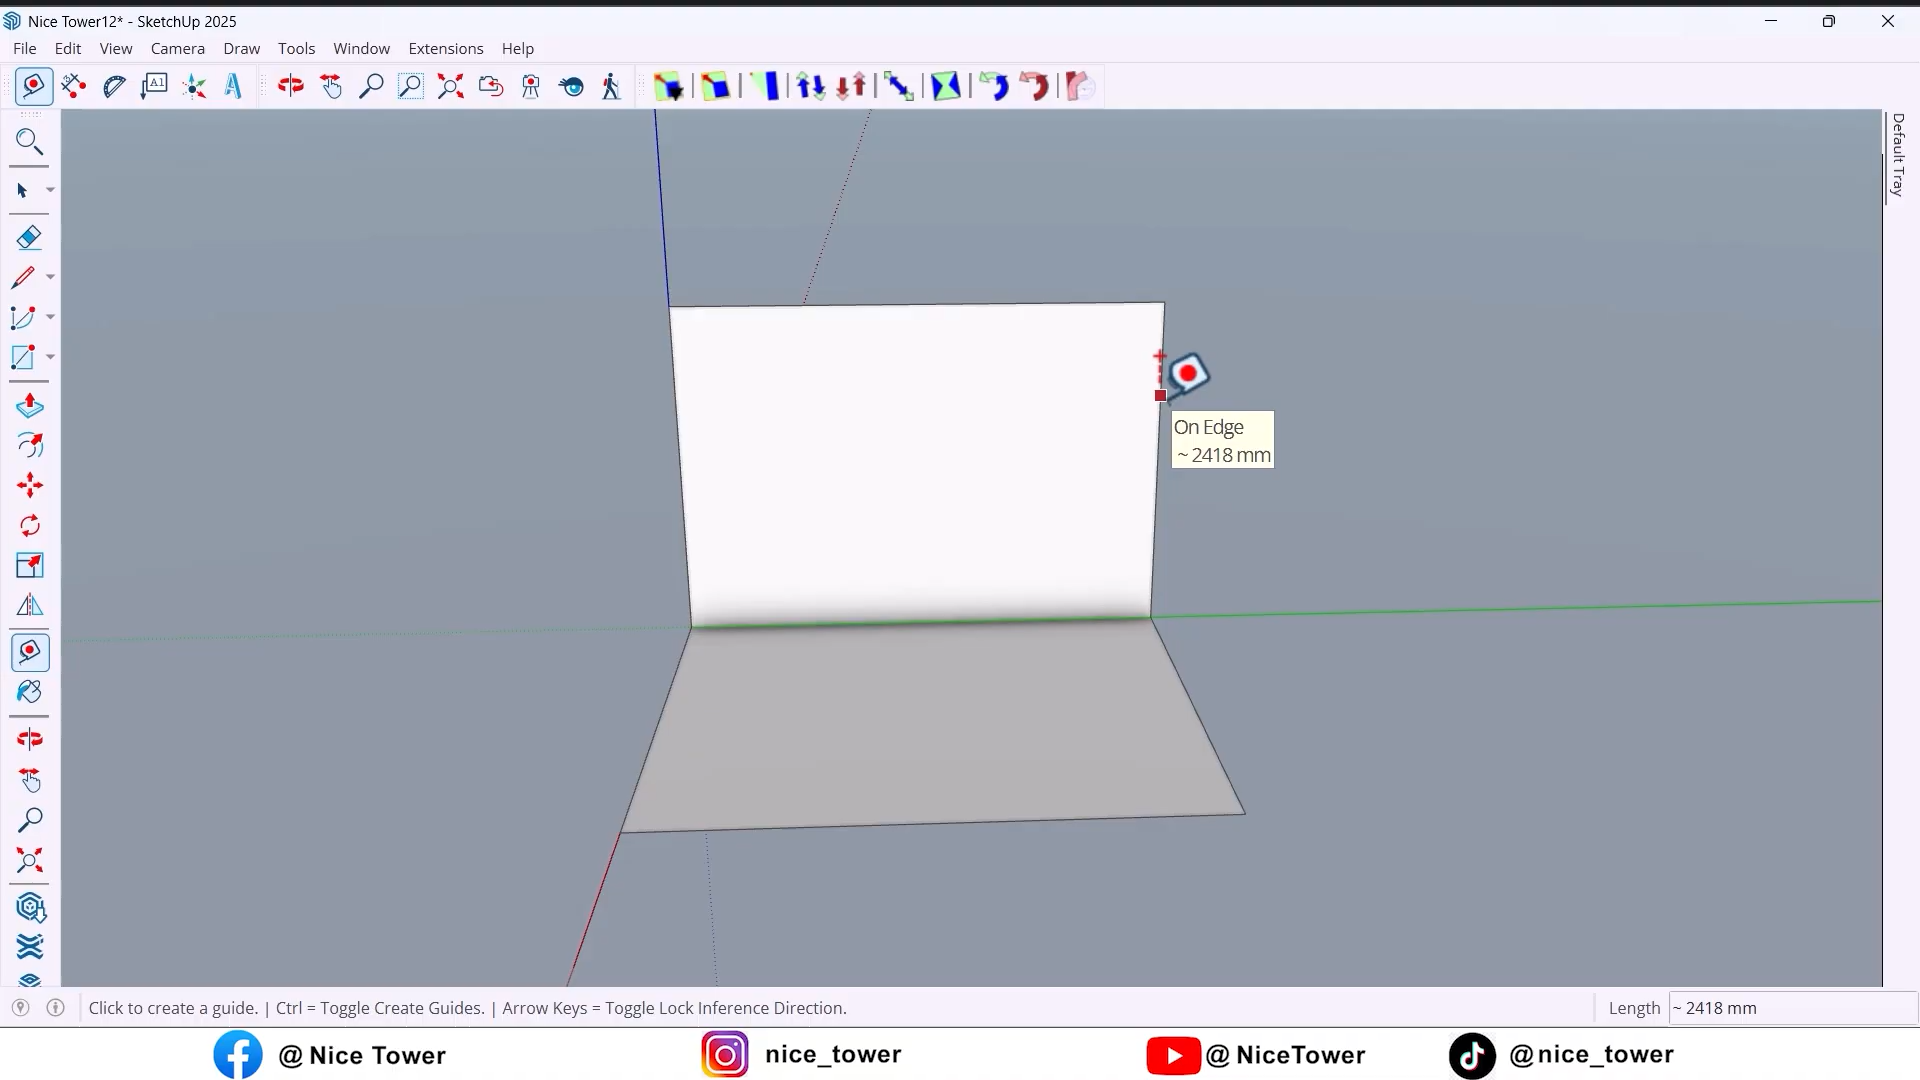 Nice Tower12* - SketchUp 2025
File Edit View Camera Draw Tools Window Extensions Help
A1
Default Tray
On Edge
~ 2418 mm
Click to create a guide. | Ctrl = Toggle Create Guides. | Arrow Keys = Toggle Lock Inference Direction.
Length ~ 2418 mm
@ Nice Tower nice_tower @ NiceTower @nice_tower